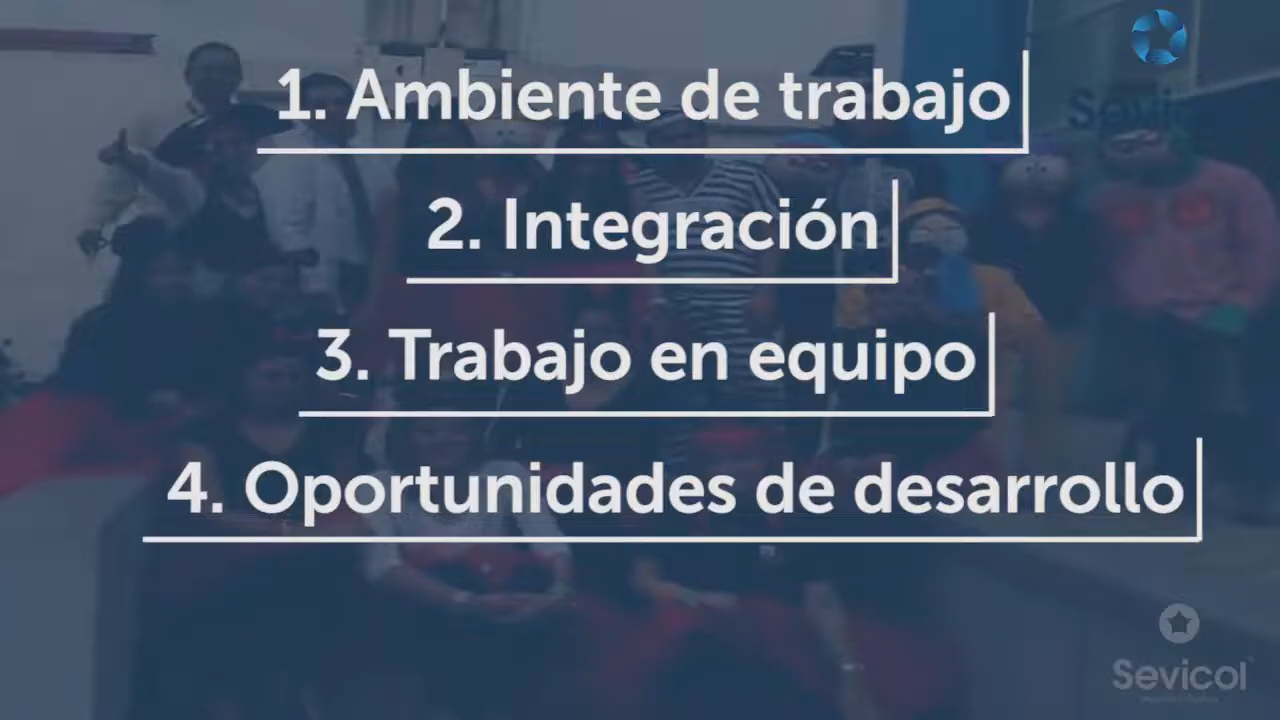 1. Ambiente de trabajo
2. Integración
3. Trabajo en equipo
4. Oportunidades de desarrollo
Sevicol